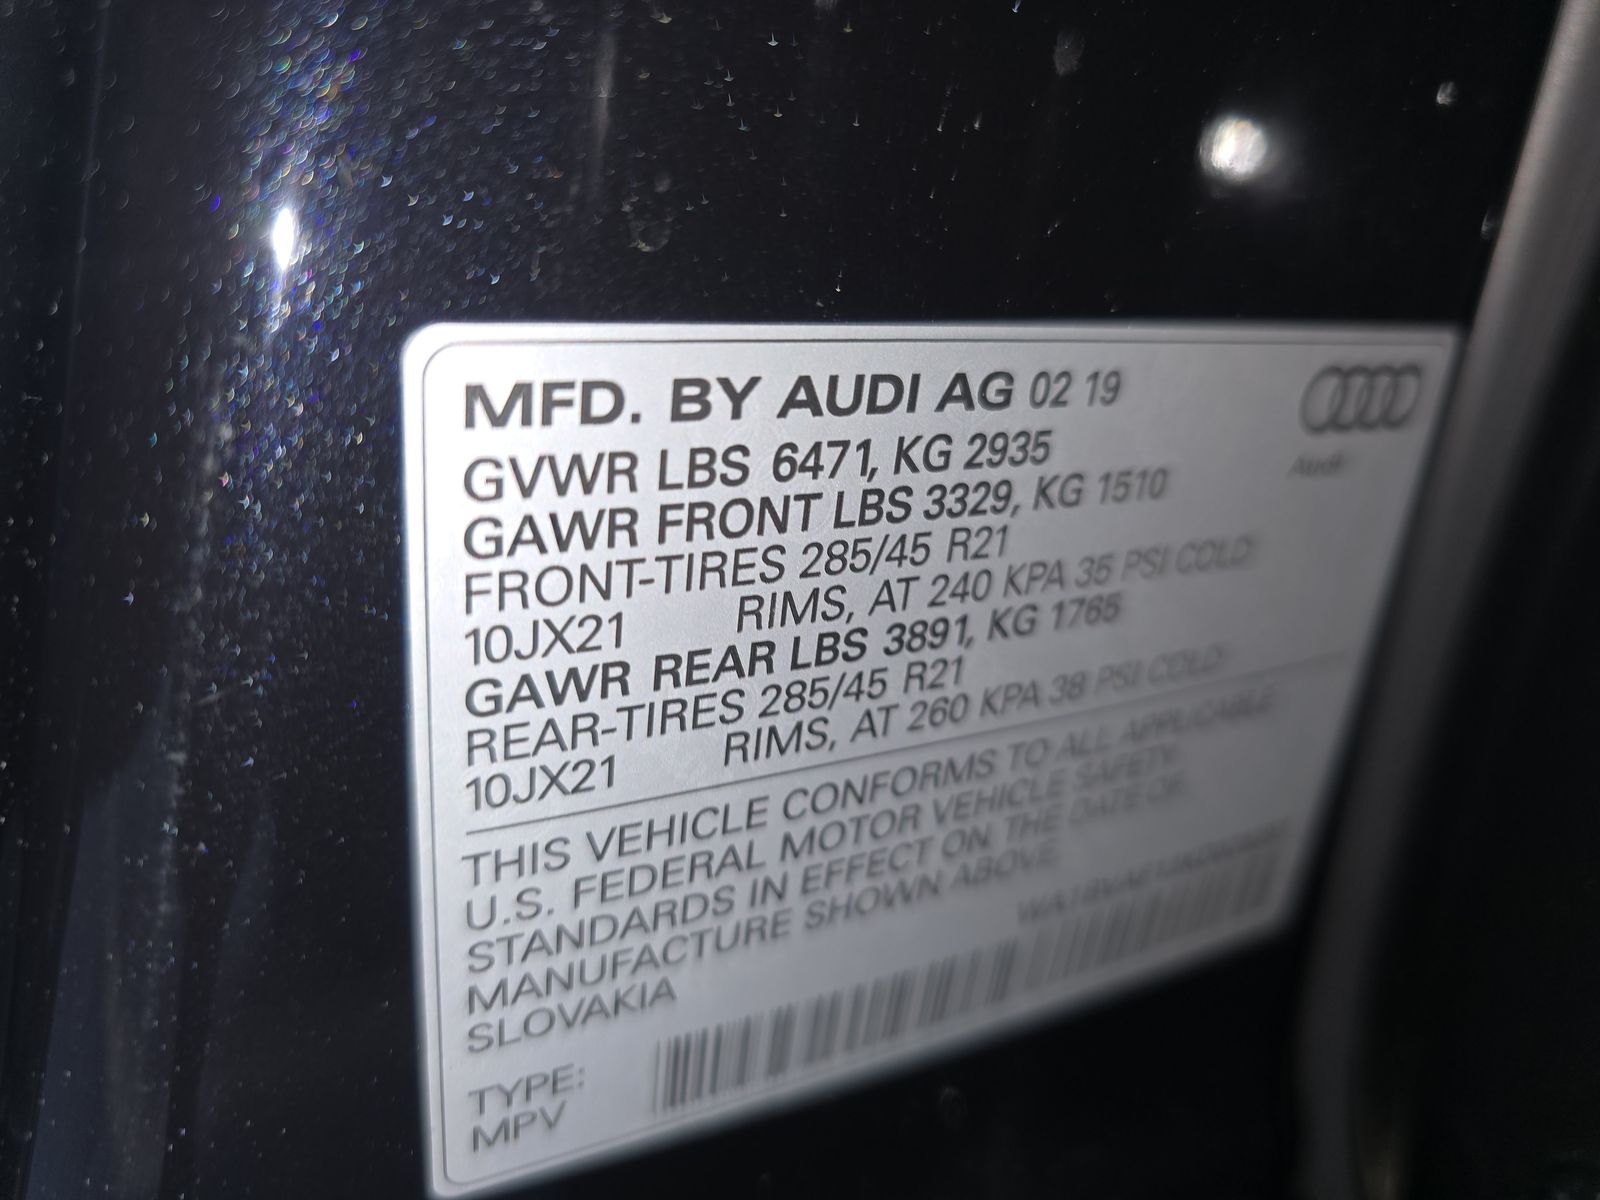 MFD. BY AUDI AG 02 19
Audi
GVWR LBS 6471, KG 2935
GAWR FRONT LBS 3329, KG 1510
FRONT-TIRES 285/45 R21
10JX21 RIMS, AT 240 KPA 35 PSI COLD
GAWR REAR LBS 3891, KG 1765
REAR-TIRES 285/45 R21
10JX21 RIMS, AT 260 KPA 38 PSI COLD
THIS VEHICLE CONFORMS TO ALL APPLICABLE
U.S. FEDERAL MOTOR VEHICLE SAFETY
STANDARDS IN EFFECT ON THE DATE OF
MANUFACTURE SHOWN ABOVE
SLOVAKIA
TYPE:
MPV